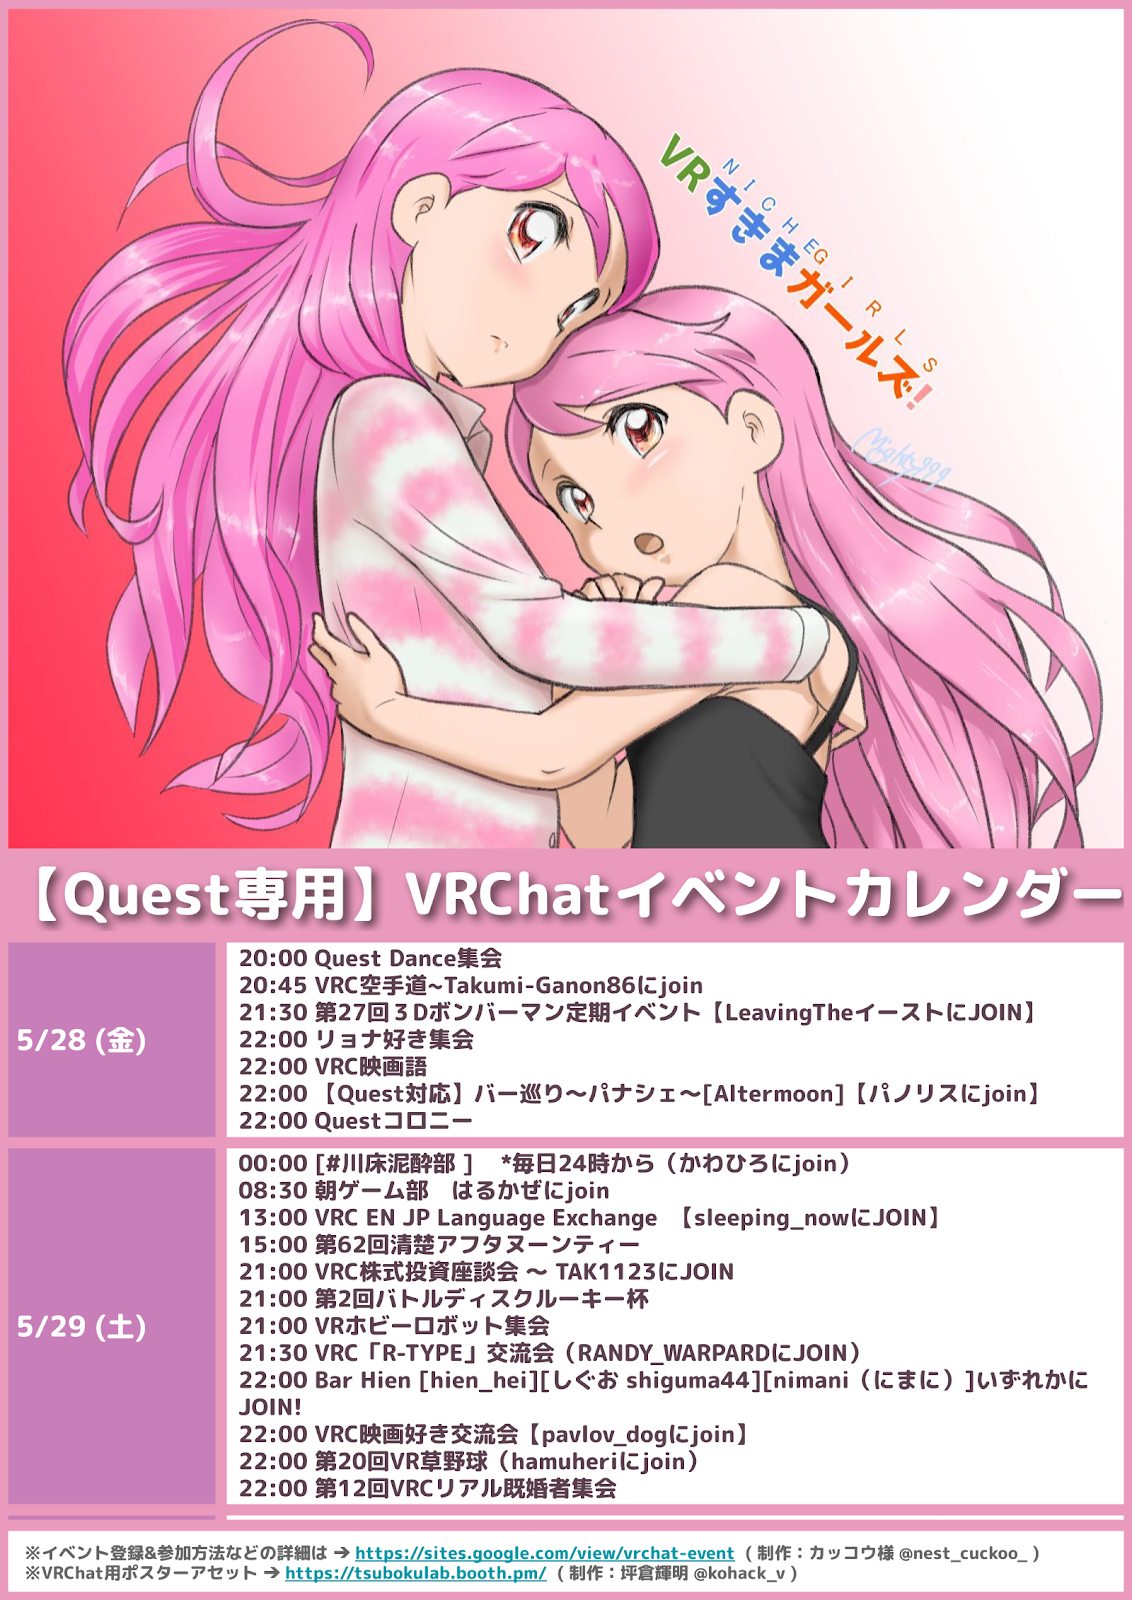 NICHE GIRLS
VRすきまガールズ!
Mighty999
【Quest専用】VRChatイベントカレンダー
5/28 (金)
20:00 Quest Dance集会
20:45 VRC空手道~Takumi-Ganon86にjoin
21:30 第27回３Dボンバーマン定期イベント【LeavingTheイーストにJOIN】
22:00 リョナ好き集会
22:00 VRC映画語
22:00 【Quest対応】バー巡り〜パナシェ〜[Altermoon]【パノリスにjoin】
22:00 Questコロニー
5/29 (土)
00:00 [#川床泥酔部 ]　*毎日24時から（かわひろにjoin）
08:30 朝ゲーム部　はるかぜにjoin
13:00 VRC EN JP Language Exchange 【sleeping_nowにJOIN】
15:00 第62回清楚アフタヌーンティー
21:00 VRC株式投資座談会 〜 TAK1123にJOIN
21:00 第2回バトルディスクルーキー杯
21:00 VRホビーロボット集会
21:30 VRC「R-TYPE」交流会（RANDY_WARPARDにJOIN）
22:00 Bar Hien [hien_hei][しぐお shiguma44][nimani（にまに）]いずれかに
JOIN!
22:00 VRC映画好き交流会【pavlov_dogにjoin】
22:00 第20回VR草野球（hamuheriにjoin）
22:00 第12回VRCリアル既婚者集会
※イベント登録&参加方法などの詳細は → https://sites.google.com/view/vrchat-event ( 制作：カッコウ様 @nest_cuckoo_ )
※VRChat用ポスターアセット → https://tsubokulab.booth.pm/ ( 制作：坪倉輝明 @kohack_v )